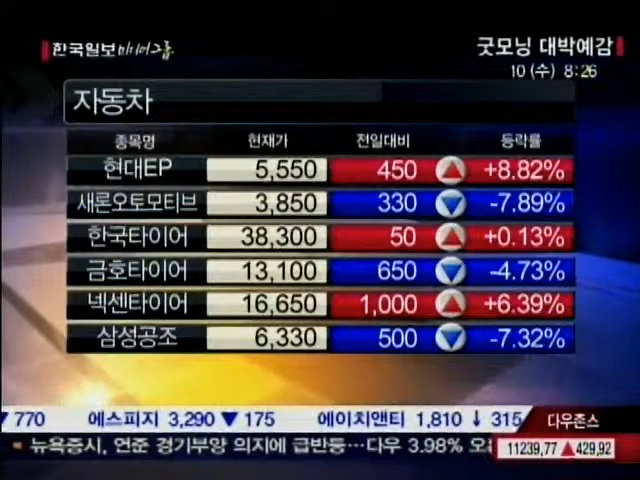 한국일보 미디어그룹
굿모닝 대박예감
10 (수) 8:26
자동차
종목명 현재가 전일대비 등락률
현대EP 5,550 450 ▲ +8.82%
새론오토모티브 3,850 330 ▼ -7.89%
한국타이어 38,300 50 ▲ +0.13%
금호타이어 13,100 650 ▼ -4.73%
넥센타이어 16,650 1,000 ▲ +6.39%
삼성공조 6,330 500 ▼ -7.32%
▼ 770 에스피지 3,290 ▼ 175 에이치앤티 1,810 ↓ 315 다우존스
뉴욕증시, 연준 경기부양 의지에 급반등…다우 3.98% 11239,77 ▲429,92